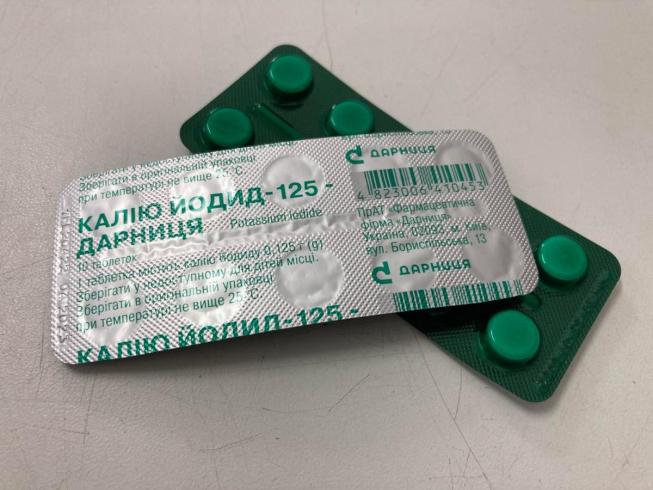 Зберігати в оригінальній упаковці
при температурі не вище 25°C
КАЛІЮ ЙОДИД-125 -
ДАРНИЦЯ
Potassium iodide
10 таблеток
1 таблетка містить калію йодиду 0,125 г (g)
Зберігати у недоступному для дітей місці.
Зберігати в оригінальній упаковці
при температурі не вище 25°C
КАЛІЮ ЙОДИД-125 -
ДАРНИЦЯ
4 823006 410453
ПрАТ «Фармацевтична
фірма «Дарниця»
Україна, 02093, м. Київ,
вул. Бориспільська, 13
ДАРНИЦЯ